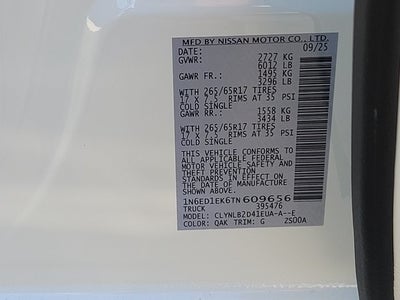 MFD BY NISSAN MOTOR CO., LTD.
DATE: 09/25
GVWR: 2727 KG
6012 LB
GAWR FR.: 1495 KG
3296 LB
WITH 265/65R17 TIRES
17 x 7.5 RIMS AT 35 PSI
COLD SINGLE
GAWR RR.: 1558 KG
3434 LB
WITH 265/65R17 TIRES
17 x 7.5 RIMS AT 35 PSI
COLD SINGLE
THIS VEHICLE CONFORMS TO
ALL APPLICABLE FEDERAL
MOTOR VEHICLE SAFETY AND
THEFT PREVENTION
STANDARDS IN EFFECT ON
THE DATE OF MANUFACTURE
SHOWN ABOVE.
1N6ED1EK6TN609656
TRUCK 395476
MODEL: CLYNLBZD41EUA-A--E
COLOR: QAK TRIM: G ZS00A